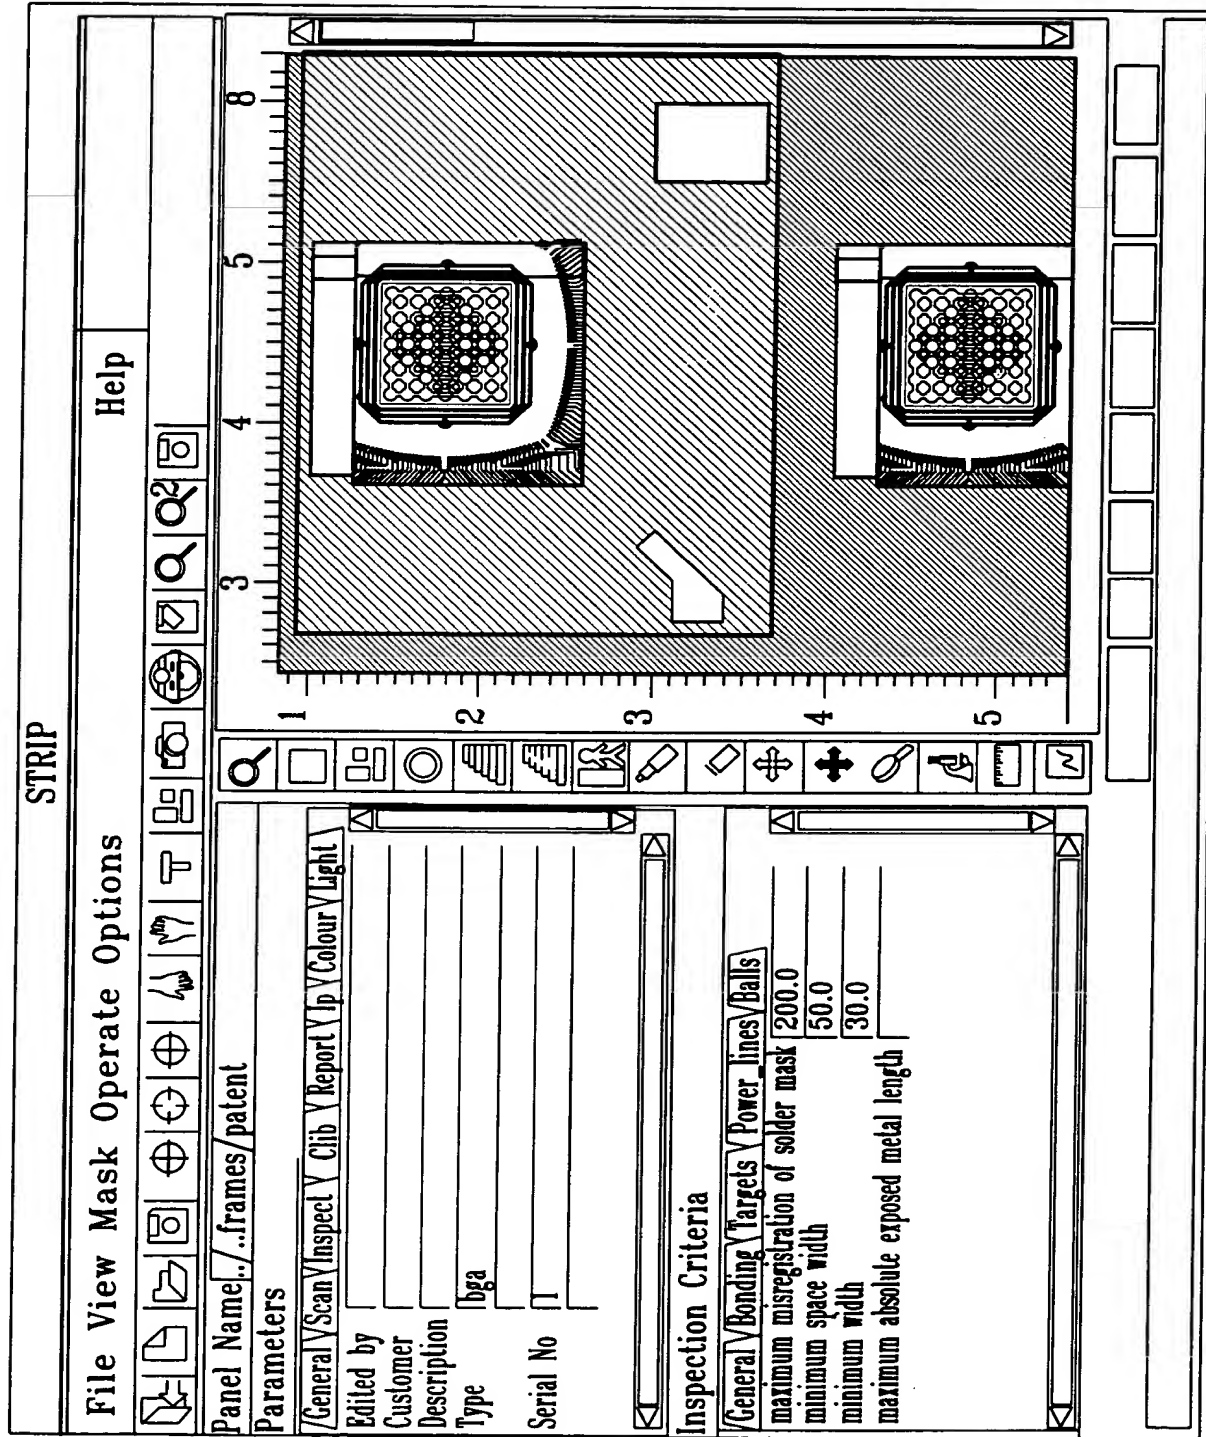 STRIP
File View Mask Operate Options Help
2
Panel Name ../..frames/patent
Parameters
General Scan Inspect Clib Report Ip Colour Light
Edited by
Customer
Description
Type bga
Serial No 1
Inspection Criteria
General Bonding Targets Power_lines Balls
maximum misregistration of solder mask 200.0
minimum space width 50.0
minimum width 30.0
maximum absolute exposed metal length
3 4 5 8
1
2
3
4
5